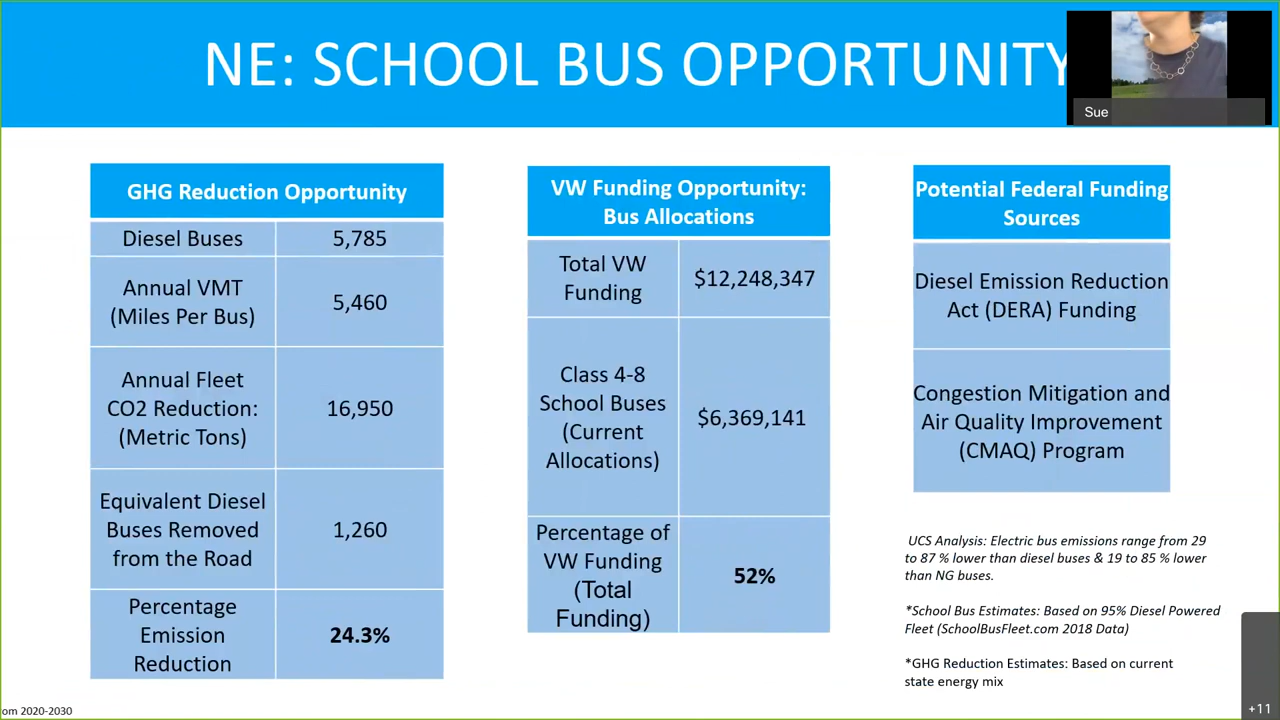 NE: SCHOOL BUS OPPORTUNITY
Sue
GHG Reduction Opportunity
Diesel Buses
5,785
Annual VMT
(Miles Per Bus)
5,460
Annual Fleet
CO2 Reduction:
(Metric Tons)
16,950
Equivalent Diesel
Buses Removed
from the Road
1,260
Percentage
Emission
Reduction
24.3%
VW Funding Opportunity:
Bus Allocations
Total VW
Funding
$12,248,347
Class 4-8
School Buses
(Current
Allocations)
$6,369,141
Percentage of
VW Funding
(Total
Funding)
52%
Potential Federal Funding
Sources
Diesel Emission Reduction
Act (DERA) Funding
Congestion Mitigation and
Air Quality Improvement
(CMAQ) Program
UCS Analysis: Electric bus emissions range from 29
to 87 % lower than diesel buses & 19 to 85 % lower
than NG buses.
*School Bus Estimates: Based on 95% Diesel Powered
Fleet (SchoolBusFleet.com 2018 Data)
*GHG Reduction Estimates: Based on current
state energy mix
om 2020-2030
+11